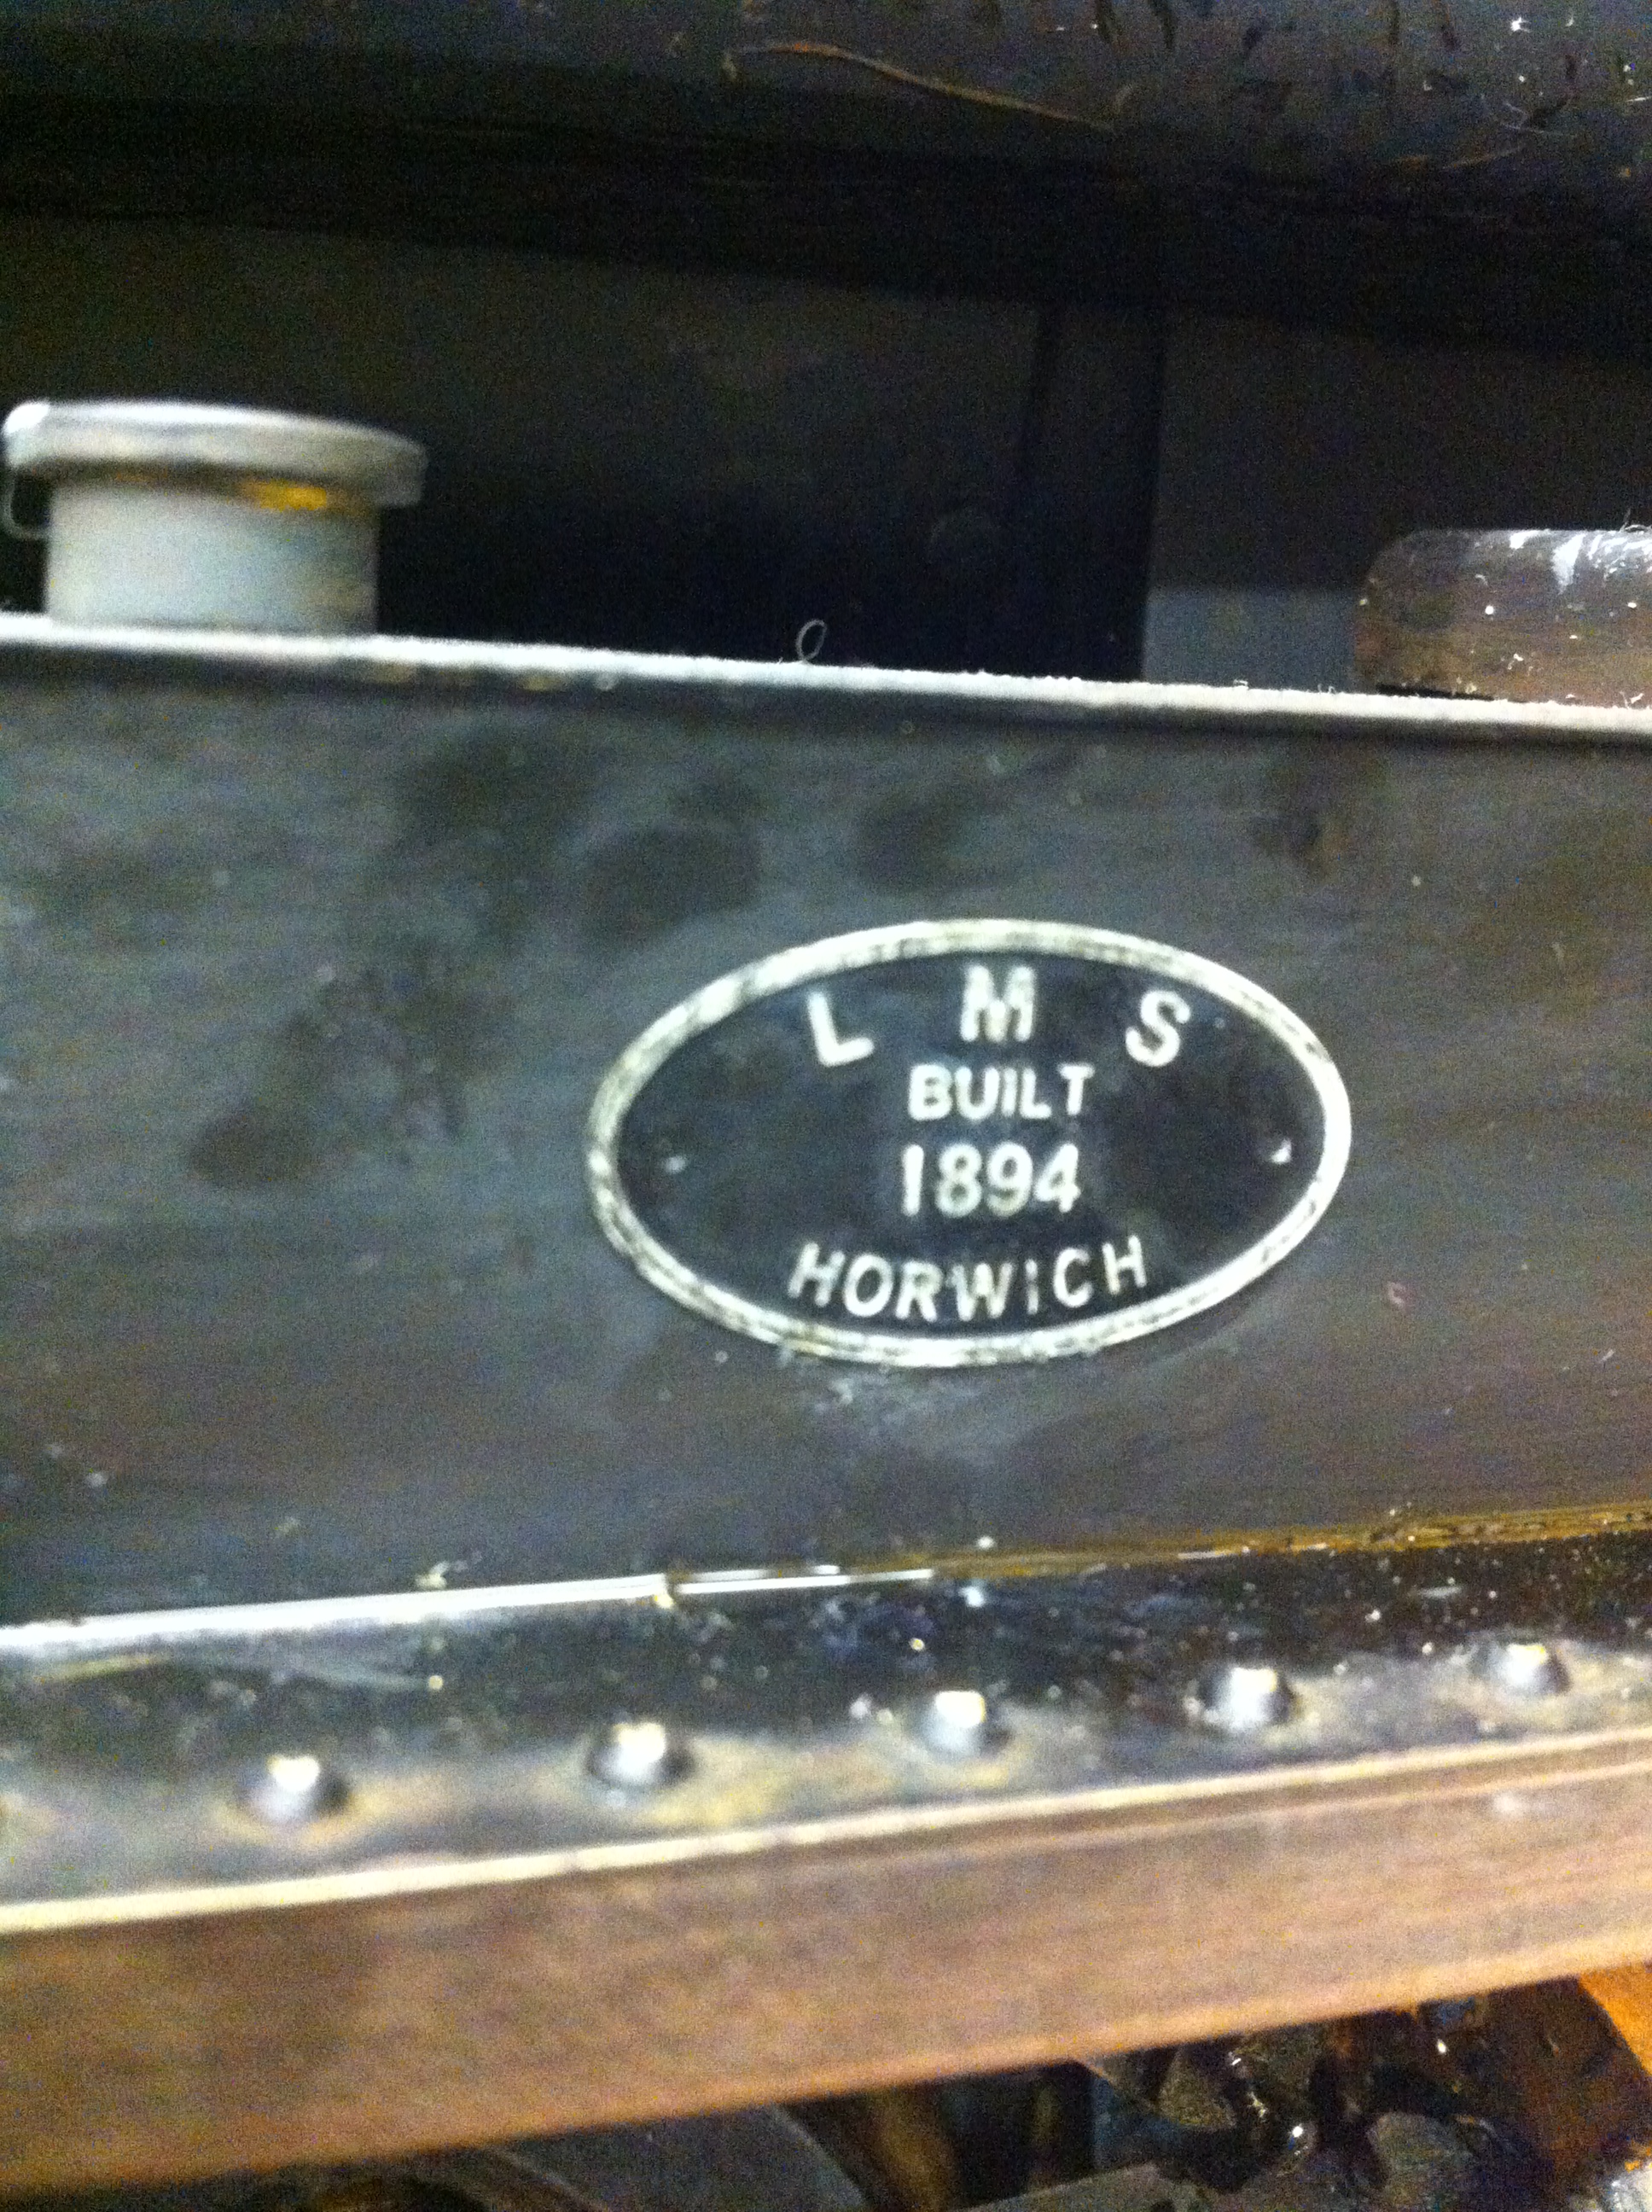 L M S
BUILT
1894
HORWICH